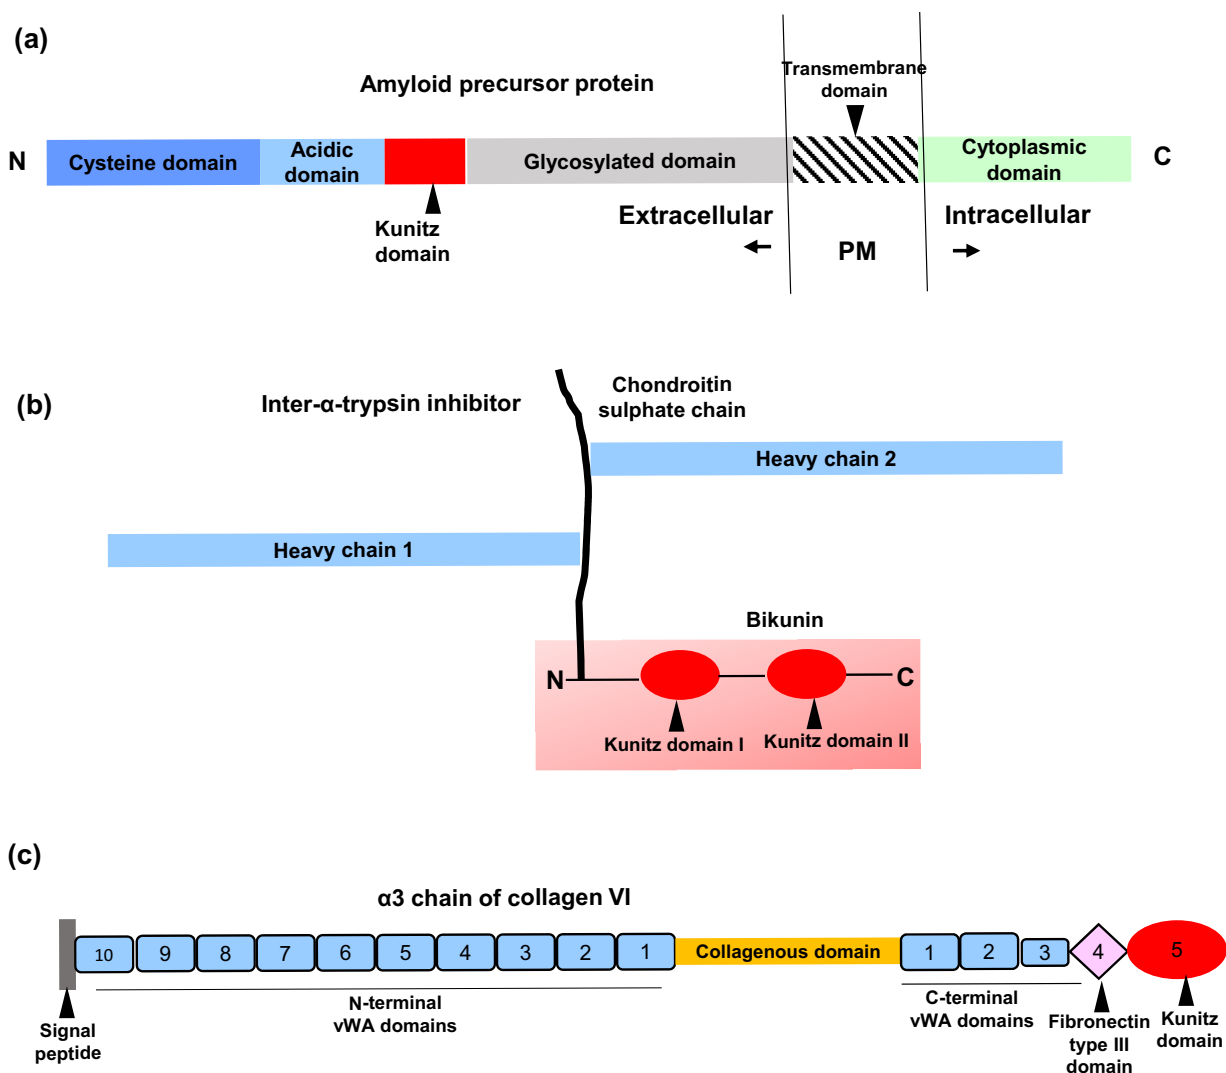 (a)
Amyloid precursor protein
Transmembrane
domain
N
Cysteine domain
Acidic
domain
Glycosylated domain
Cytoplasmic
domain
C
Kunitz
domain
Extracellular
PM
Intracellular
(b)
Inter-α-trypsin inhibitor
Chondroitin
sulphate chain
Heavy chain 2
Heavy chain 1
Bikunin
N
C
Kunitz domain I
Kunitz domain II
(c)
α3 chain of collagen VI
10 9 8 7 6 5 4 3 2 1 Collagenous domain 1 2 3 4 5
N-terminal
vWA domains
C-terminal
vWA domains
Signal
peptide
Fibronectin
type III
domain
Kunitz
domain